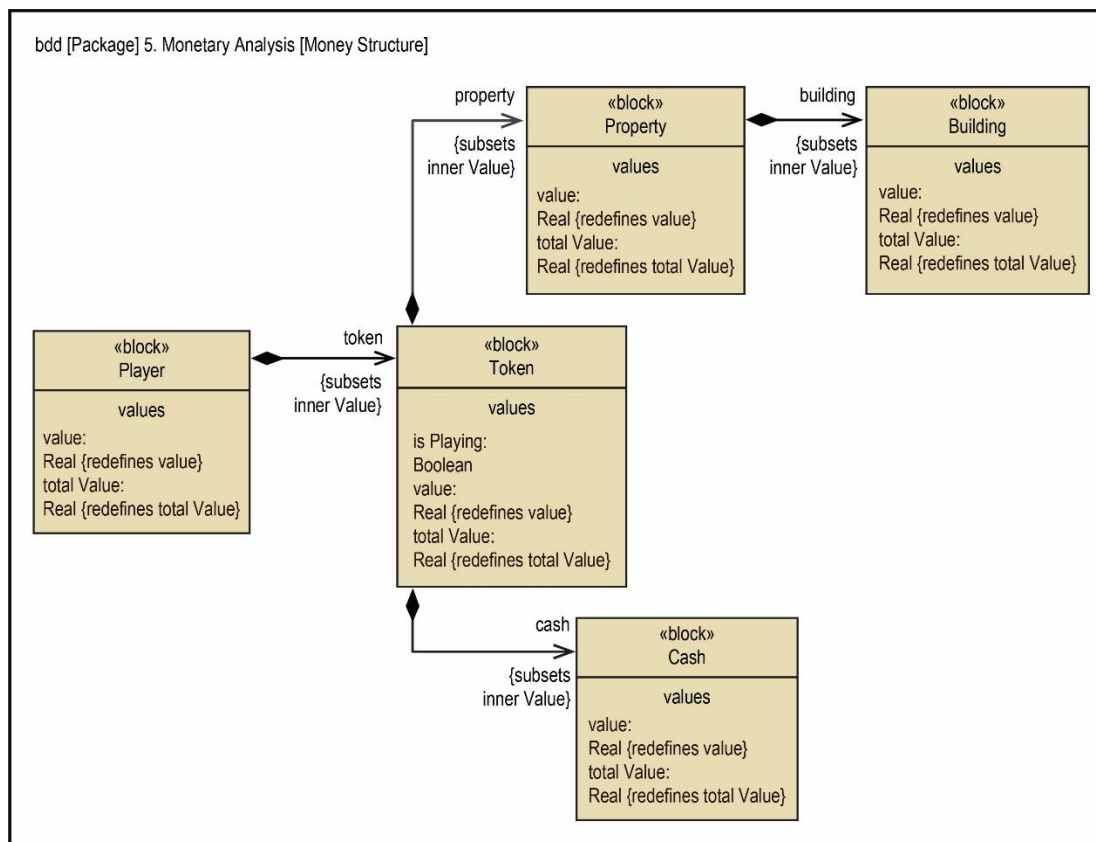 bdd [Package] 5. Monetary Analysis [Money Structure]
property
{subsets
inner Value}
«block»
Property
values
value:
Real {redefines value}
total Value:
Real {redefines total Value}
building
{subsets
inner Value}
«block»
Building
values
value:
Real {redefines value}
total Value:
Real {redefines total Value}
«block»
Player
values
value:
Real {redefines value}
total Value:
Real {redefines total Value}
token
{subsets
inner Value}
«block»
Token
values
is Playing:
Boolean
value:
Real {redefines value}
total Value:
Real {redefines total Value}
cash
{subsets
inner Value}
«block»
Cash
values
value:
Real {redefines value}
total Value:
Real {redefines total Value}